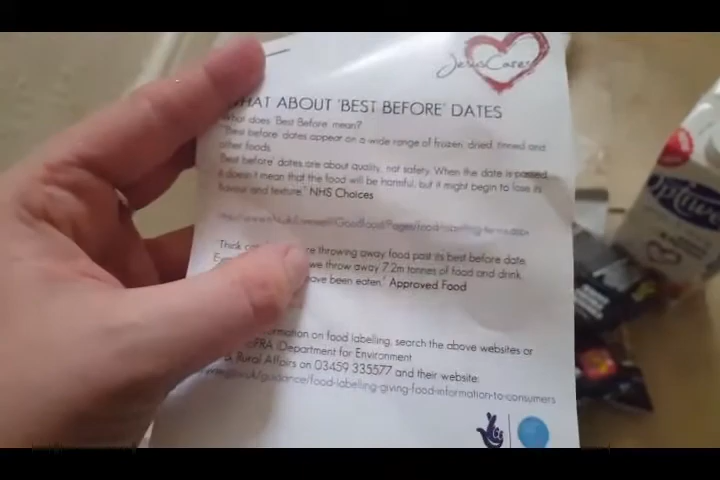 JesusCares
WHAT ABOUT 'BEST BEFORE' DATES
What does 'Best Before' mean?
'Best before' dates appear on a wide range of frozen, dried, tinned and
other foods.
'Best before' dates are about quality, not safety. When the date is passed,
it doesn't mean that the food will be harmful, but it might begin to lose its
flavour and texture.' NHS Choices
'Think re throwing away food past its best before date.
we throw away 7.2m tonnes of food and drink
have been eaten.' Approved Food
mation on food labelling, search the above websites or
FRA (Department for Environment
Rural Affairs on 03459 335577 and their website:
guidance/food-labelling-giving-food-information-to-consumers